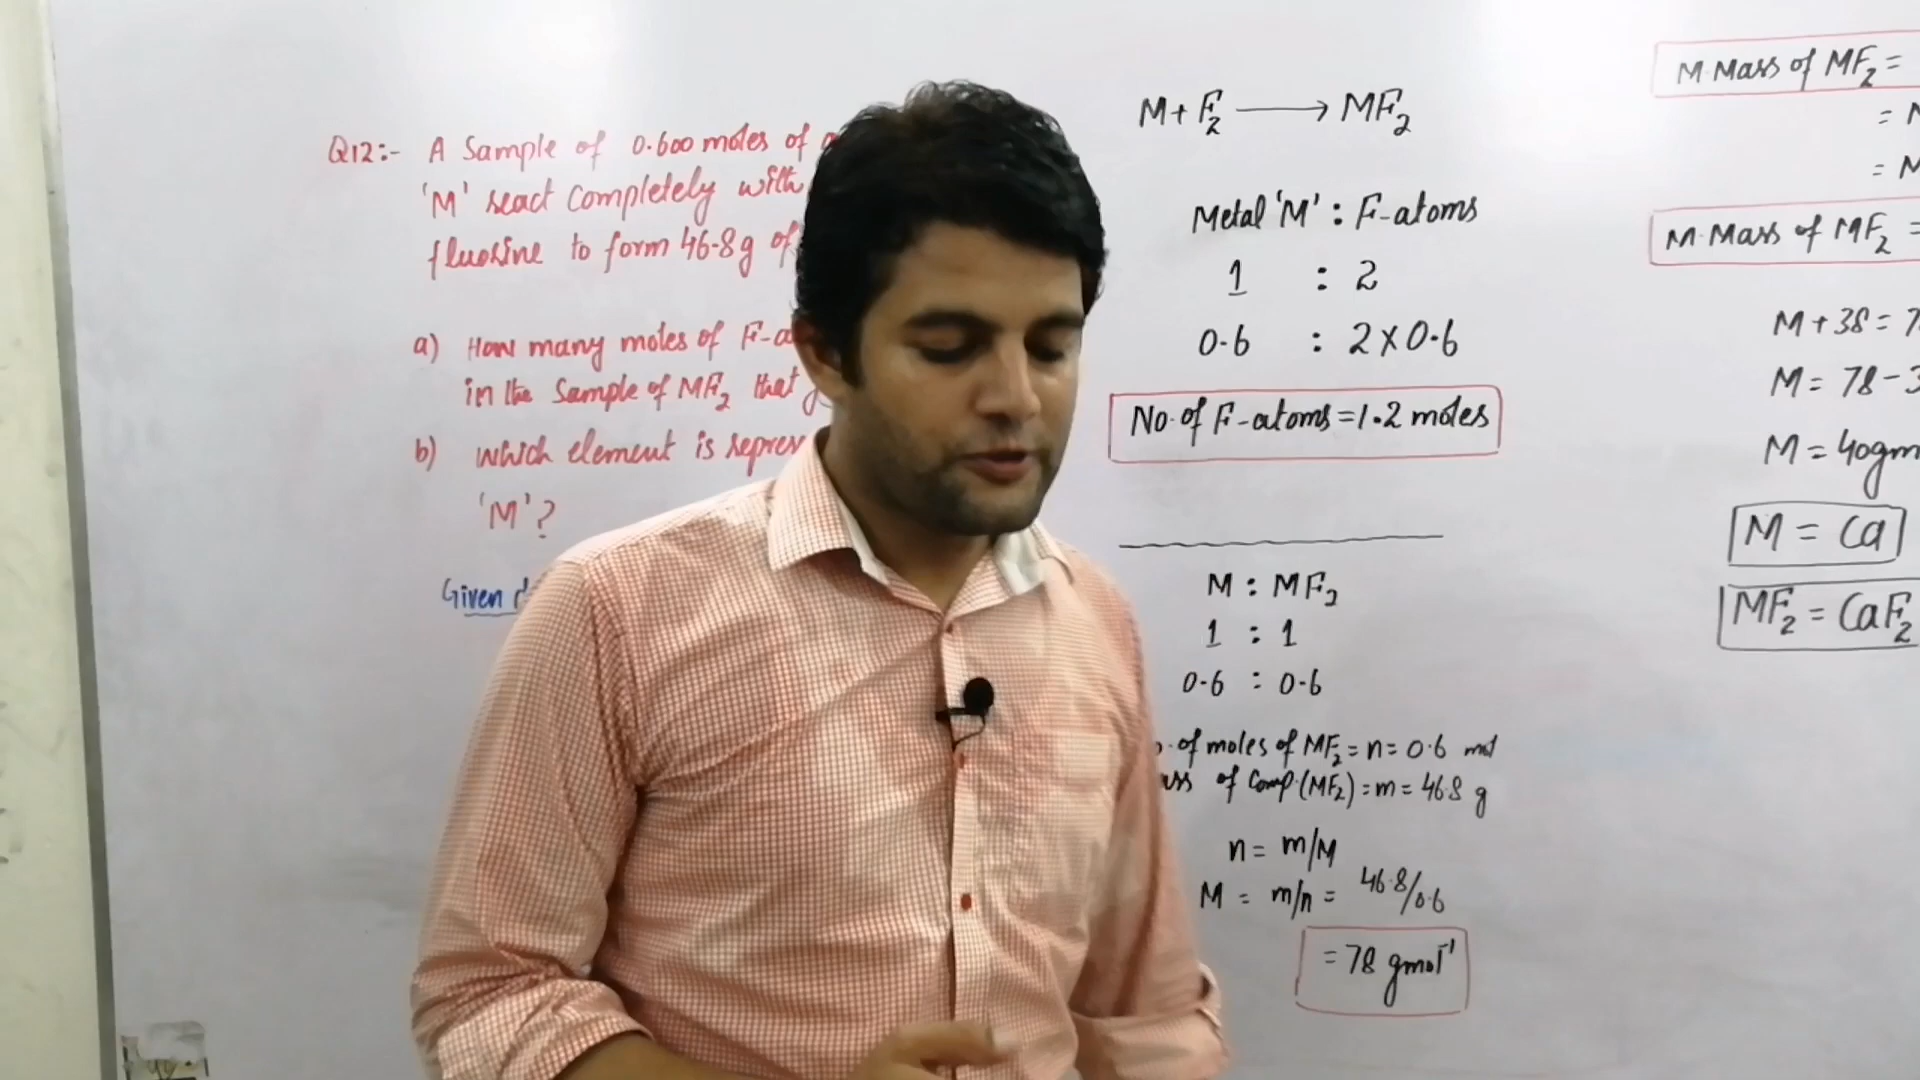 Q12:- A Sample of 0.600 moles of a
'M' react completely with
fluorine to form 46.8g of
a) How many moles of F-a
in the Sample of MF₂ that
b) which element is repres
'M'?
Given
M + F₂ ⟶ MF₂
Metal 'M' : F-atoms
1 : 2
0.6 : 2×0.6
No. of F-atoms = 1.2 moles
M : MF₂
1 : 1
0.6 : 0.6
. of moles of MF₂ = n = 0.6 mol
of Comp. (MF₂) = m = 46.8 g
n = m/M
M = m/n = 46.8/0.6
= 78 gmol⁻¹
M. Mass of MF₂ =
=
=
M. Mass of MF₂ =
M + 38 = 7
M = 78 - 3
M = 40gm
M = Ca
MF₂ = CaF₂